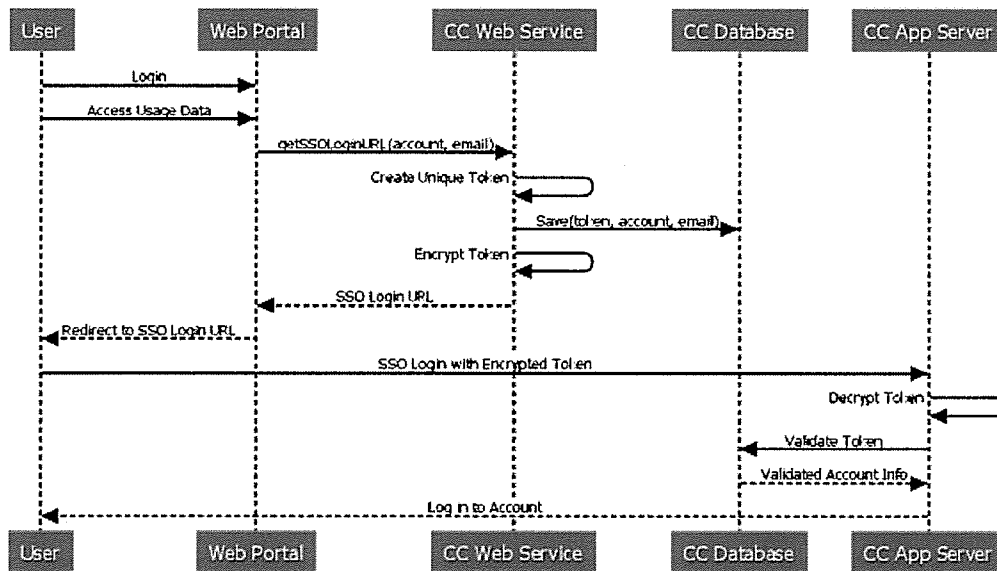 User
Web Portal
CC Web Service
CC Database
CC App Server
Login
Access Usage Data
getSSOLoginURL(account, email)
Create Unique Token
Save(token, account, email)
Encrypt Token
SSO Login URL
Redirect to SSO Login URL
SSO Login with Encrypted Token
Decrypt Token
Validate Token
Validated Account Info
Log in to Account
User
Web Portal
CC Web Service
CC Database
CC App Server